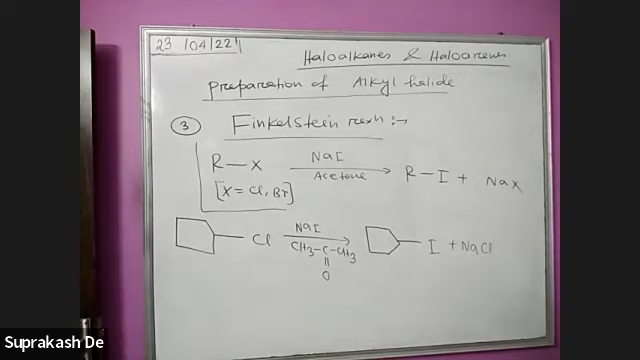 23 /04/22
Haloalkanes & Haloarenes
Preparation of Alkyl halide
3 Finkelstein rexn :→
R—X NaI Acetone → R—I + NaX
[X = Cl, Br]
Cl NaI → I + NaCl
CH3—C—CH3
||
O
Suprakash De